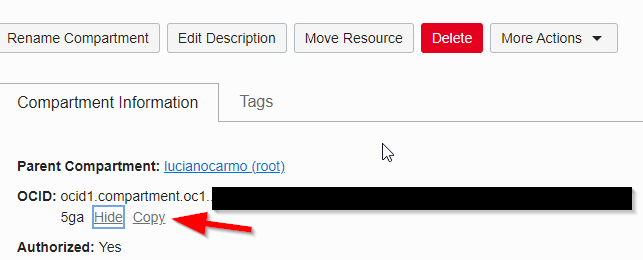 Rename Compartment Edit Description Move Resource Delete More Actions
Compartment Information Tags
Parent Compartment: lucianocarmo (root)
OCID: ocid1.compartment.oc1..
5ga Hide Copy
Authorized: Yes